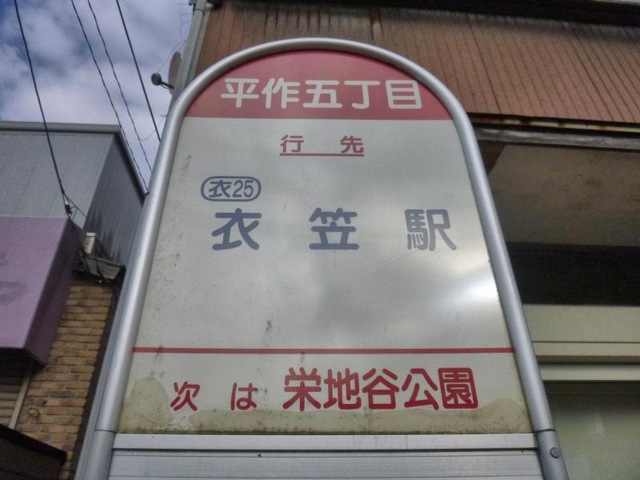 平作五丁目
行先
衣25
衣笠駅
次は 栄地谷公園